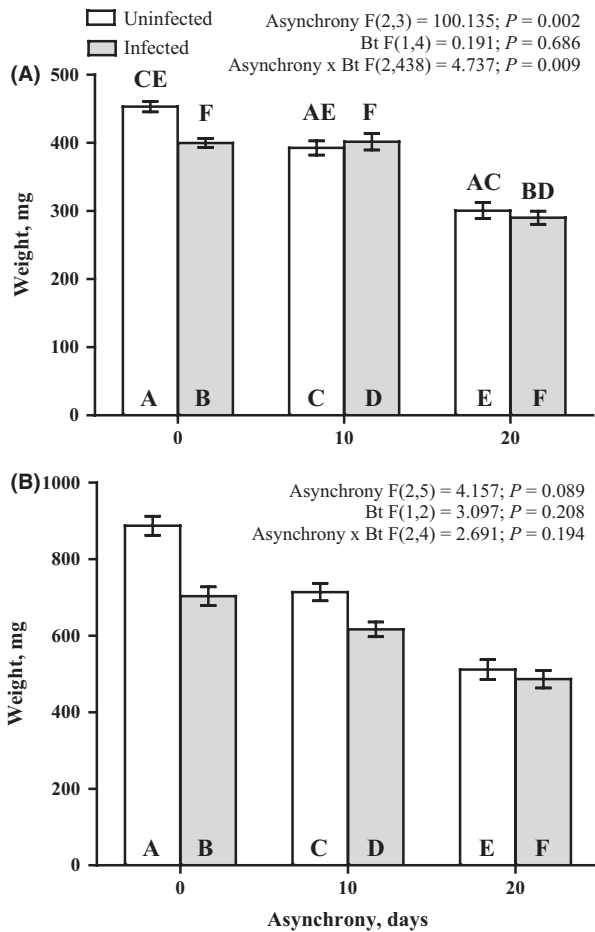 Uninfected
Infected
Asynchrony F(2,3) = 100.135; P = 0.002
Bt F(1,4) = 0.191; P = 0.686
Asynchrony x Bt F(2,438) = 4.737; P = 0.009
(A)
500
400
300
200
100
0
Weight, mg
CE
F
AE
F
AC
BD
A
B
C
D
E
F
0
10
20
(B)
1000
800
600
400
200
0
Weight, mg
Asynchrony F(2,5) = 4.157; P = 0.089
Bt F(1,2) = 3.097; P = 0.208
Asynchrony x Bt F(2,4) = 2.691; P = 0.194
A
B
C
D
E
F
0
10
20
Asynchrony, days